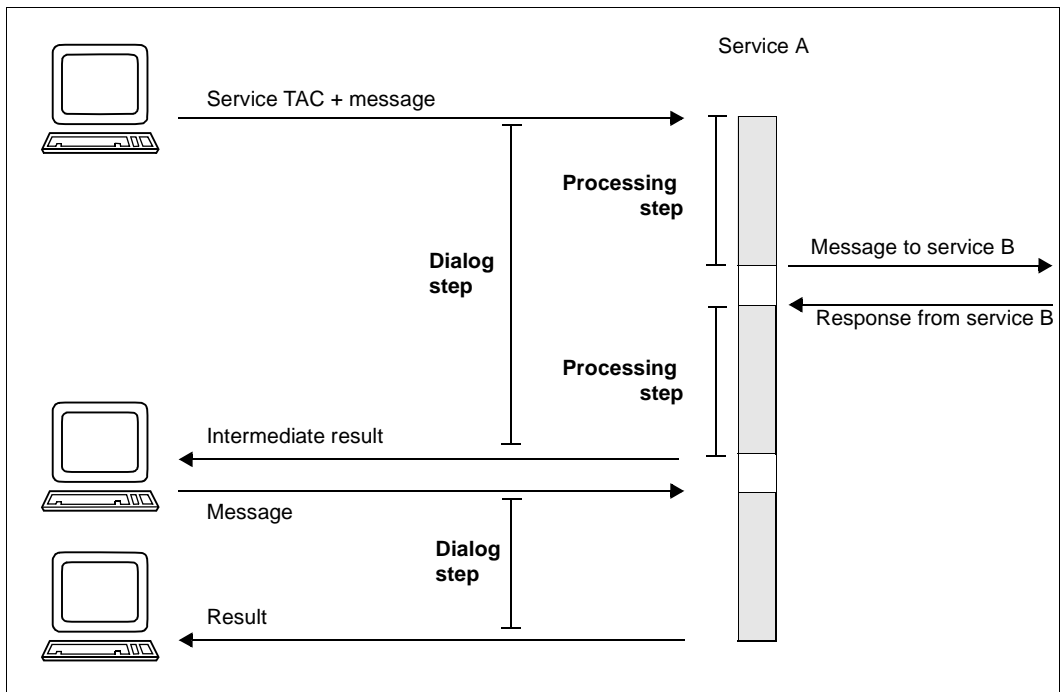 Service A
Service TAC + message
Processing
step
Message to service B
Dialog
step
Response from service B
Processing
step
Intermediate result
Message
Dialog
step
Result